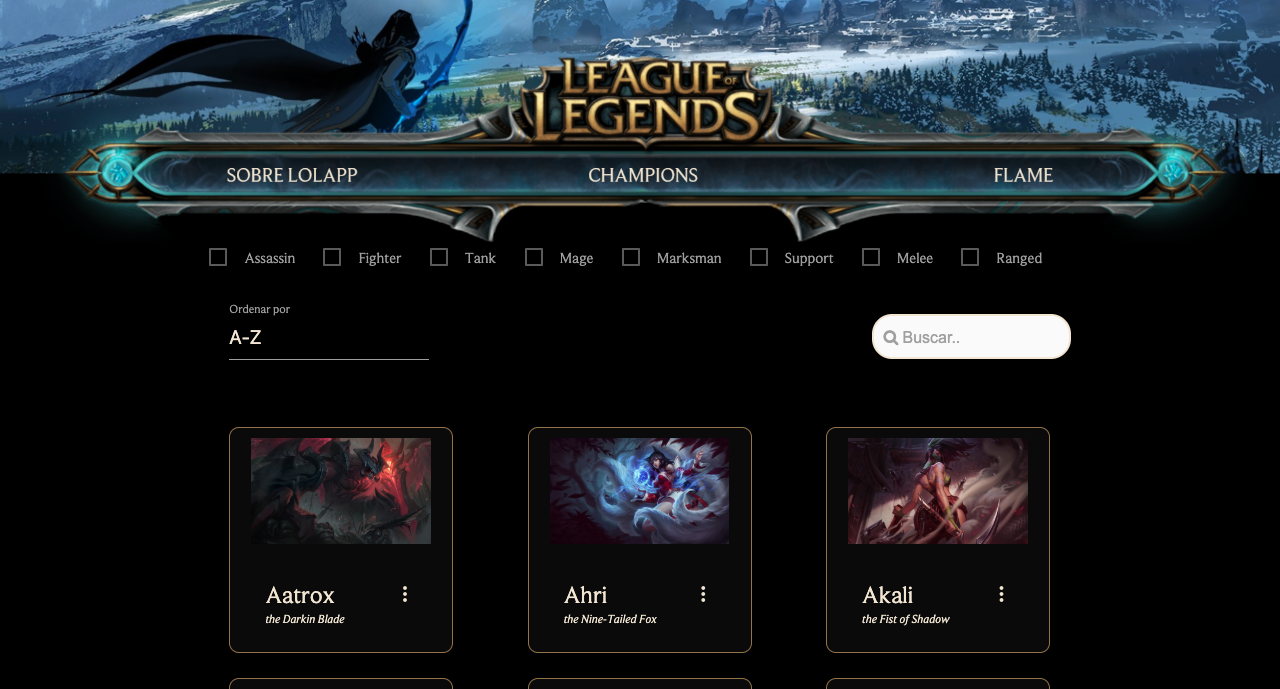 LEAGUE OF
LEGENDS
SOBRE LOLAPP CHAMPIONS FLAME
Assassin Fighter Tank Mage Marksman Support Melee Ranged
Ordenar por
A-Z
Buscar..
Aatrox
the Darkin Blade
Ahri
the Nine-Tailed Fox
Akali
the Fist of Shadow